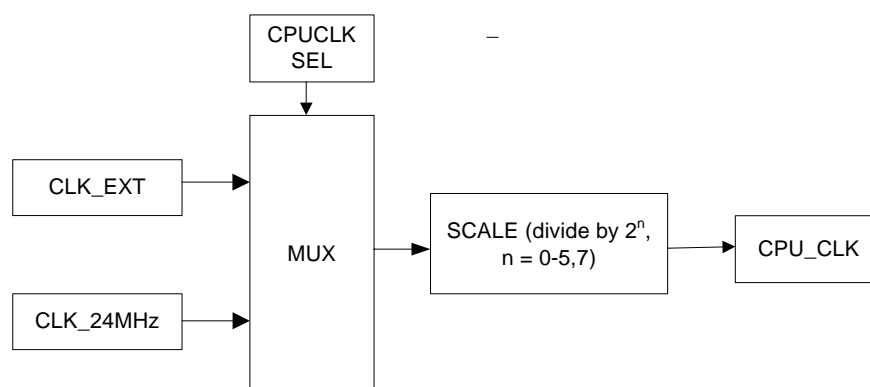 CPUCLK
SEL
–
CLK_EXT
MUX
SCALE (divide by 2ⁿ,
n = 0-5,7)
CPU_CLK
CLK_24MHz